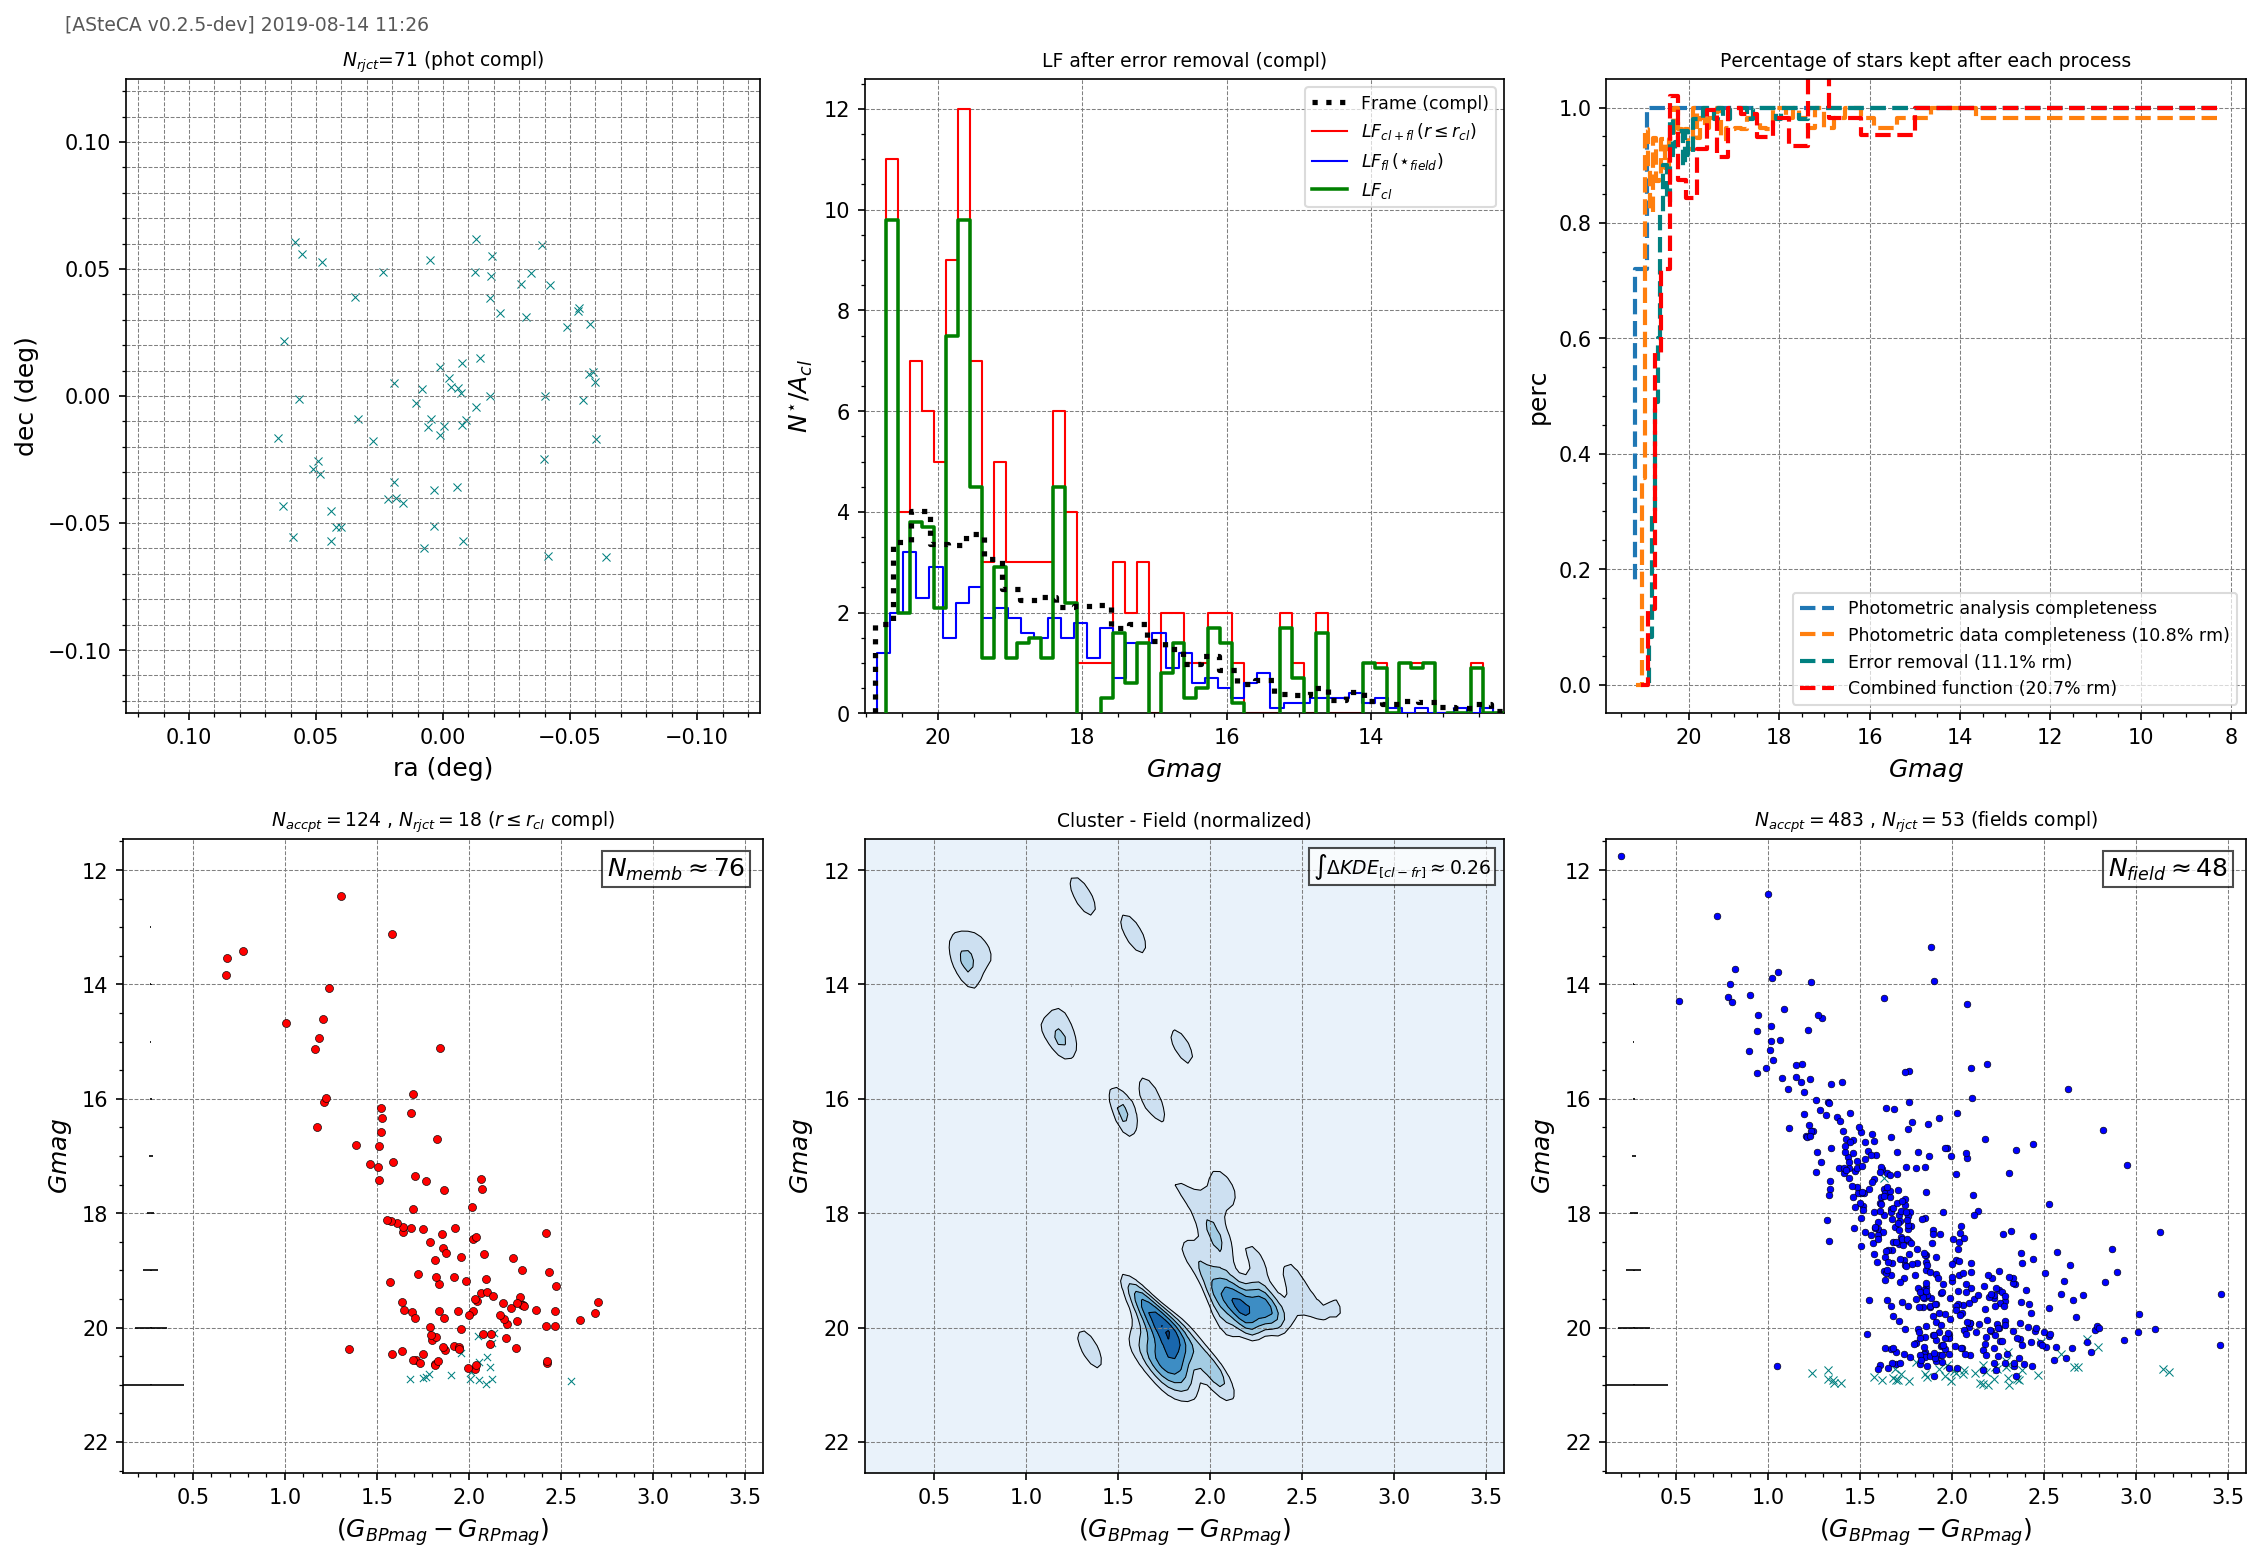 [ASteCA v0.2.5-dev] 2019-08-14 11:26
N_rjct=71 (phot compl)
0.10
0.05
0.00
−0.05
−0.10
dec (deg)
0.10 0.05 0.00 −0.05 −0.10
ra (deg)
LF after error removal (compl)
Frame (compl)
LF_cl+fl (r ≤ r_cl)
LF_fl (⋆_field)
LF_cl
12
10
8
6
4
2
0
N⋆/A_cl
20 18 16 14
Gmag
Percentage of stars kept after each process
1.0
0.8
0.6
0.4
0.2
0.0
perc
Photometric analysis completeness
Photometric data completeness (10.8% rm)
Error removal (11.1% rm)
Combined function (20.7% rm)
20 18 16 14 12 10 8
Gmag
N_accpt = 124 , N_rjct = 18 (r ≤ r_cl compl)
N_memb ≈ 76
12
14
16
18
20
22
Gmag
0.5 1.0 1.5 2.0 2.5 3.0 3.5
(G_BPmag − G_RPmag)
Cluster - Field (normalized)
∫ΔKDE_[cl−fr] ≈ 0.26
12
14
16
18
20
22
Gmag
0.5 1.0 1.5 2.0 2.5 3.0 3.5
(G_BPmag − G_RPmag)
N_accpt = 483 , N_rjct = 53 (fields compl)
N_field ≈ 48
12
14
16
18
20
22
Gmag
0.5 1.0 1.5 2.0 2.5 3.0 3.5
(G_BPmag − G_RPmag)